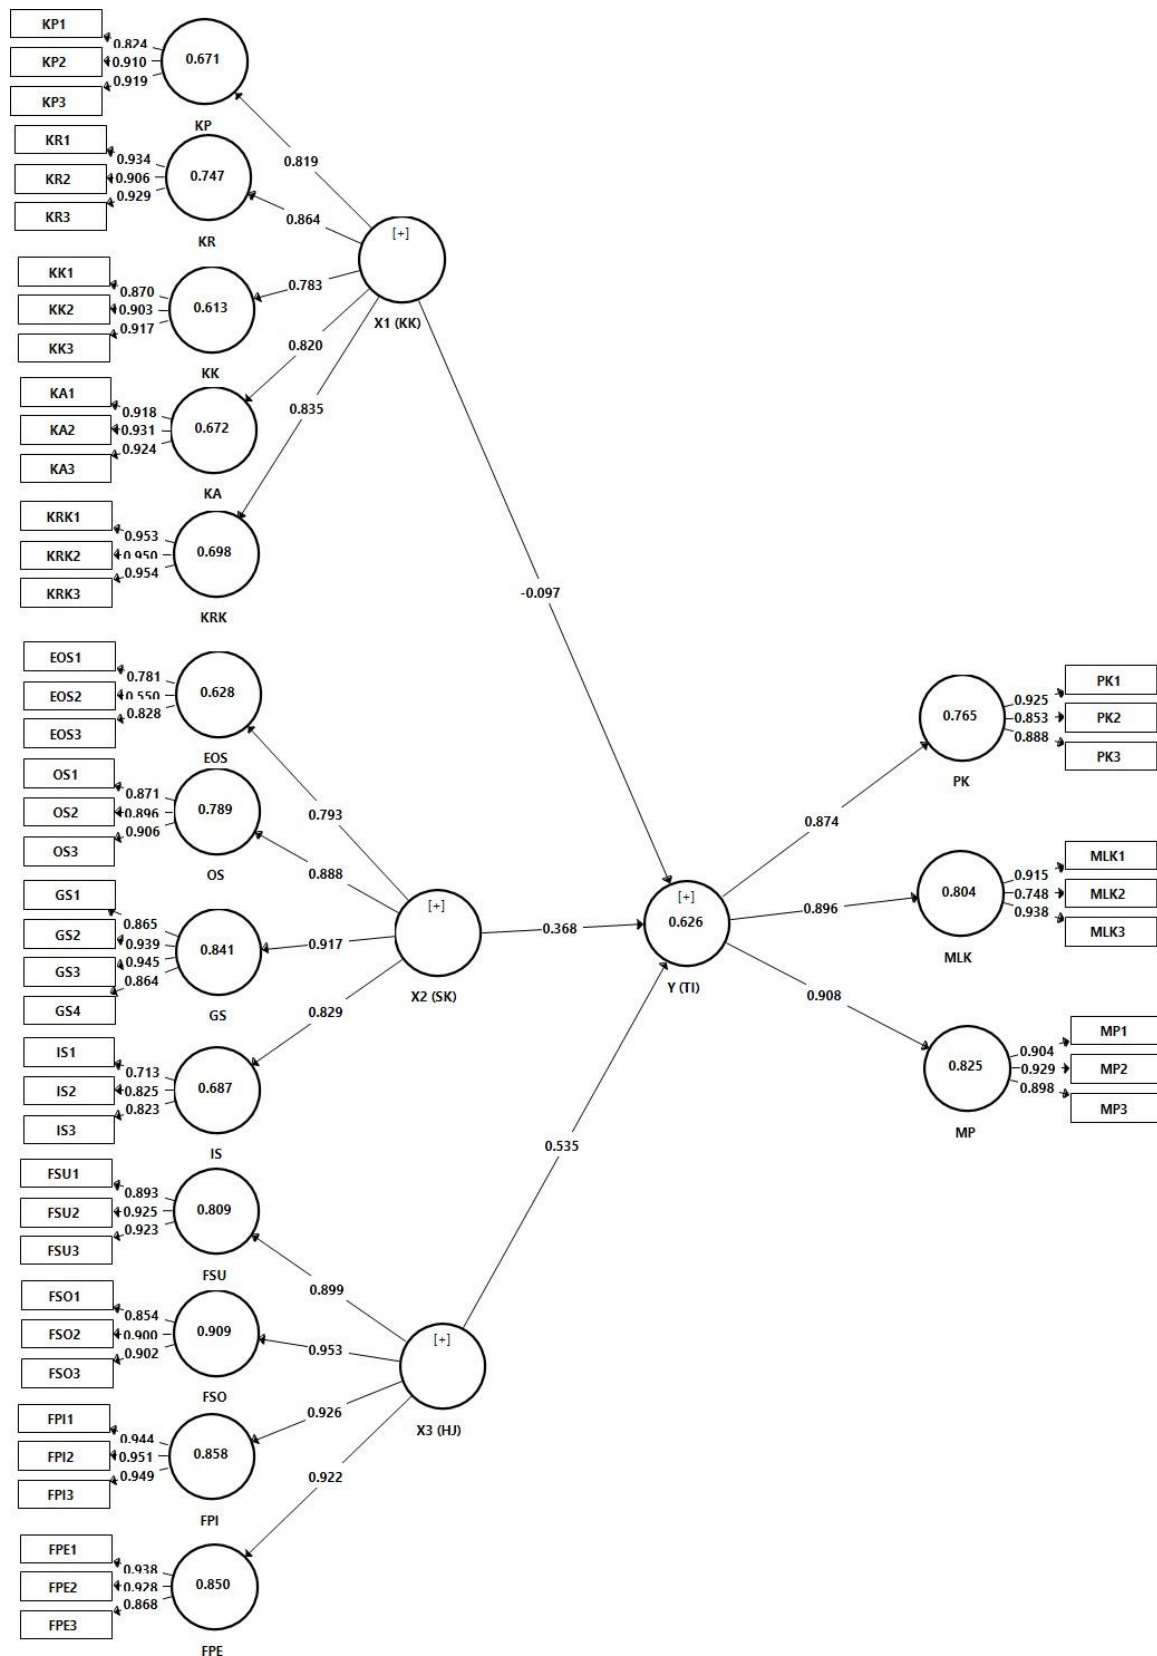 KP1
KP2
KP3
0.824
0.910
0.919
0.671
KP
KR1
KR2
KR3
0.934
0.906
0.929
0.747
KR
KK1
KK2
KK3
0.870
0.903
0.917
0.613
KK
KA1
KA2
KA3
0.918
0.931
0.924
0.672
KA
KRK1
KRK2
KRK3
0.953
0.950
0.954
0.698
KRK
0.819
0.864
0.783
0.820
0.835
[+]
X1 (KK)
-0.097
EOS1
EOS2
EOS3
0.781
0.550
0.828
0.628
EOS
OS1
OS2
OS3
0.871
0.896
0.906
0.789
OS
GS1
GS2
GS3
GS4
0.865
0.939
0.945
0.864
0.841
GS
IS1
IS2
IS3
0.713
0.825
0.823
0.687
IS
0.793
0.888
0.917
0.829
[+]
X2 (SK)
0.368
FSU1
FSU2
FSU3
0.893
0.925
0.923
0.809
FSU
FSO1
FSO2
FSO3
0.854
0.900
0.902
0.909
FSO
FPI1
FPI2
FPI3
0.944
0.951
0.949
0.858
FPI
FPE1
FPE2
FPE3
0.938
0.928
0.868
0.850
FPE
0.899
0.953
0.926
0.922
[+]
X3 (HJ)
0.535
[+]
0.626
Y (TI)
0.874
0.896
0.908
0.765
PK
0.925
0.853
0.888
PK1
PK2
PK3
0.804
MLK
0.915
0.748
0.938
MLK1
MLK2
MLK3
0.825
MP
0.904
0.929
0.898
MP1
MP2
MP3